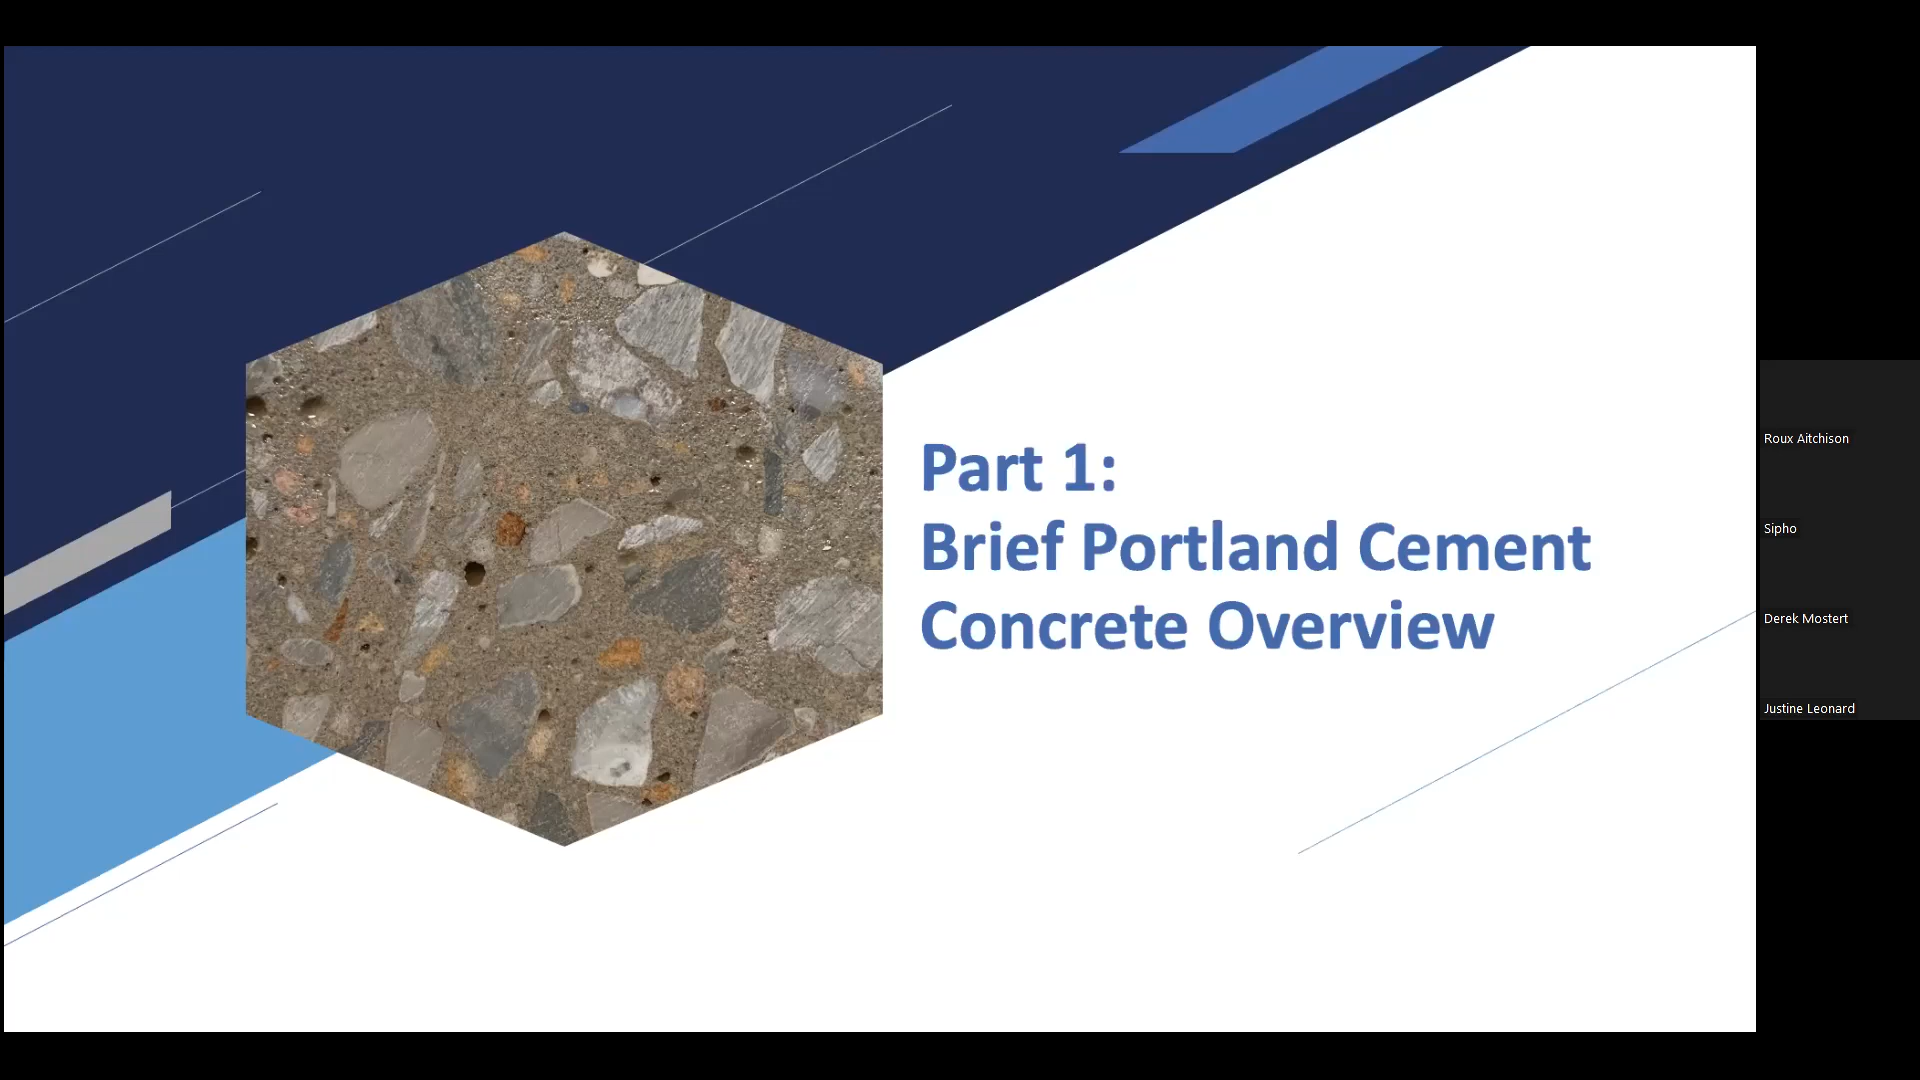 Part 1:
Brief Portland Cement
Concrete Overview
Roux Aitchison
Sipho
Derek Mostert
Justine Leonard